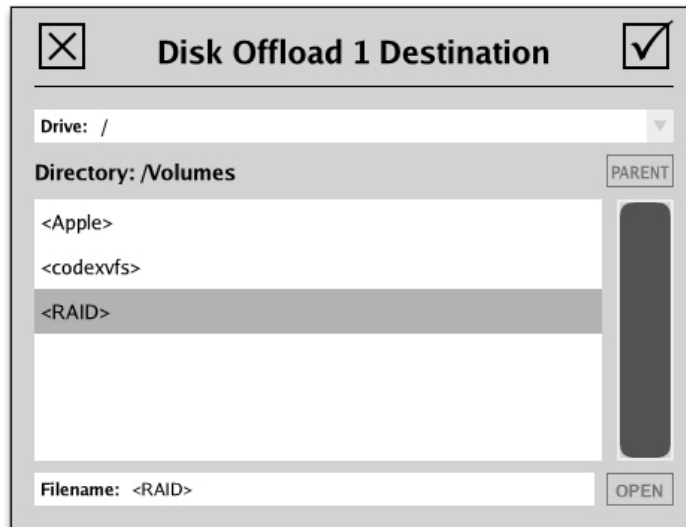 Disk Offload 1 Destination
Drive: /
Directory: /Volumes
PARENT
<Apple>
<codexvfs>
<RAID>
Filename: <RAID>
OPEN